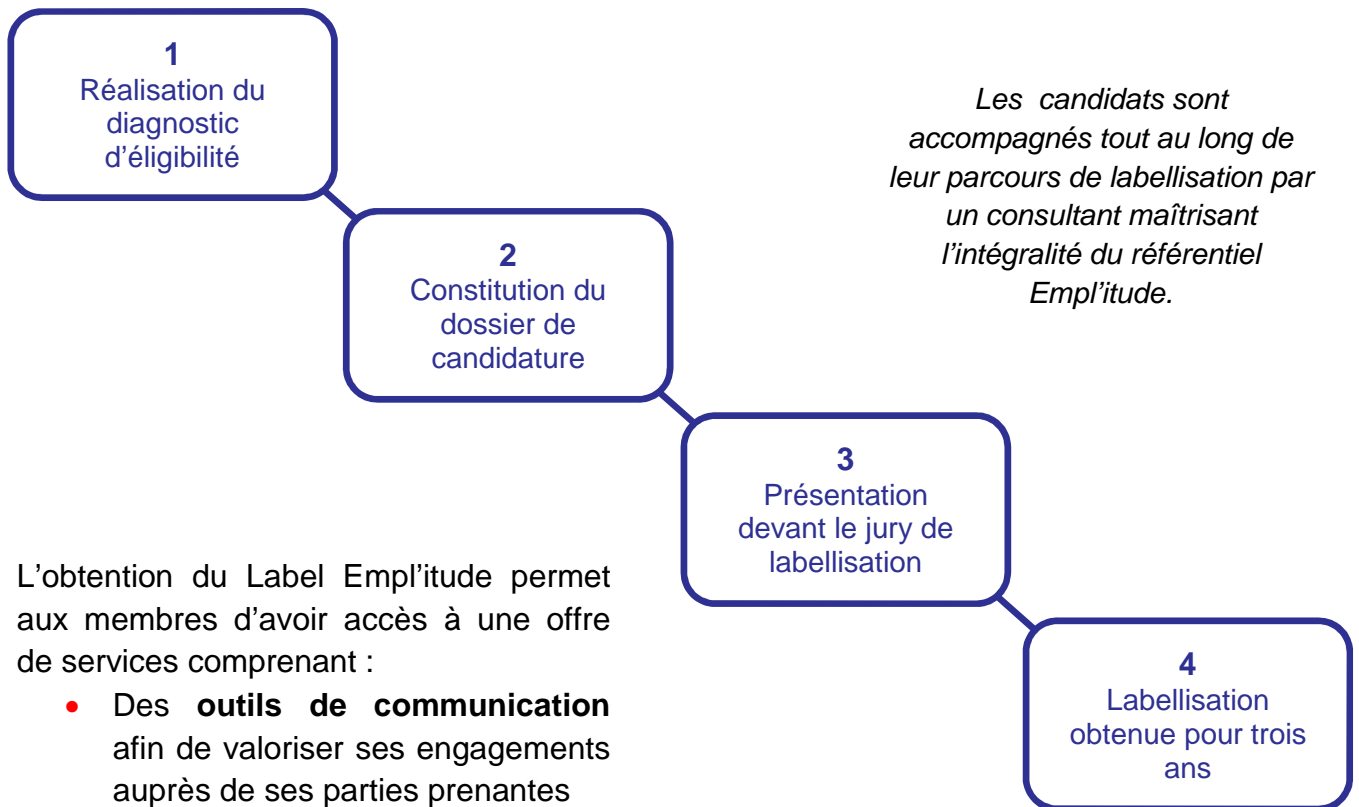 1
Réalisation du
diagnostic
d'éligibilité
Les candidats sont
accompagnés tout au long de
leur parcours de labellisation par
un consultant maîtrisant
l'intégralité du référentiel
Empl'itude.
2
Constitution du
dossier de
candidature
3
Présentation
devant le jury de
labellisation
L'obtention du Label Empl'itude permet
aux membres d'avoir accès à une offre
de services comprenant :
• Des outils de communication
afin de valoriser ses engagements
auprès de ses parties prenantes
4
Labellisation
obtenue pour trois
ans